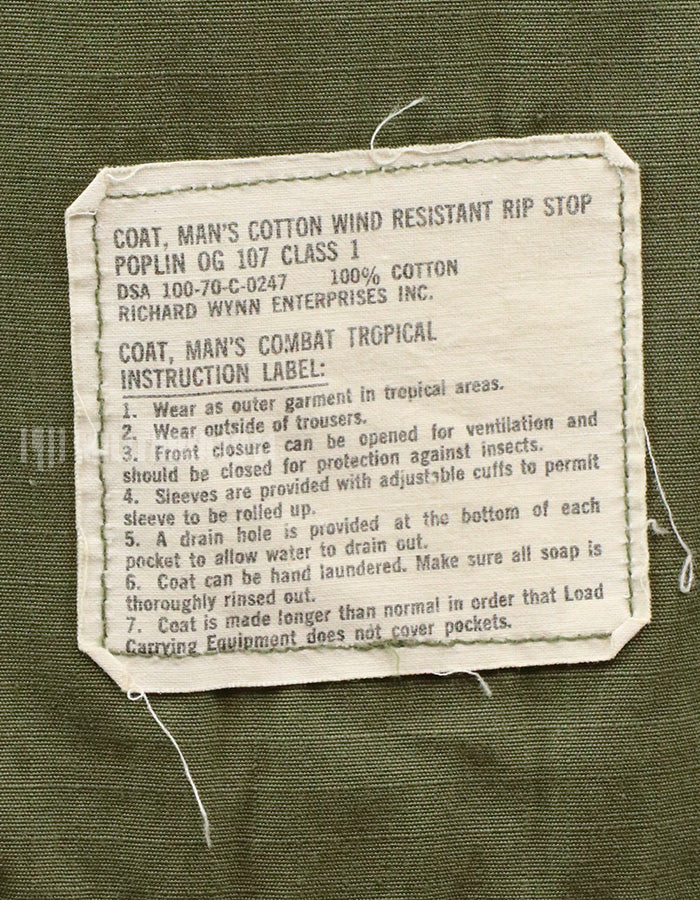 COAT, MAN'S COTTON WIND RESISTANT RIP STOP
POPLIN OG 107 CLASS 1
DSA 100-70-C-0247 100% COTTON
RICHARD WYNN ENTERPRISES INC.
COAT, MAN'S COMBAT TROPICAL
INSTRUCTION LABEL:
1. Wear as outer garment in tropical areas.
2. Wear outside of trousers.
3. Front closure can be opened for ventilation and
should be closed for protection against insects.
4. Sleeves are provided with adjustable cuffs to permit
sleeve to be rolled up.
5. A drain hole is provided at the bottom of each
pocket to allow water to drain out.
6. Coat can be hand laundered. Make sure all soap is
thoroughly rinsed out.
7. Coat is made longer than normal in order that Load
Carrying Equipment does not cover pockets.